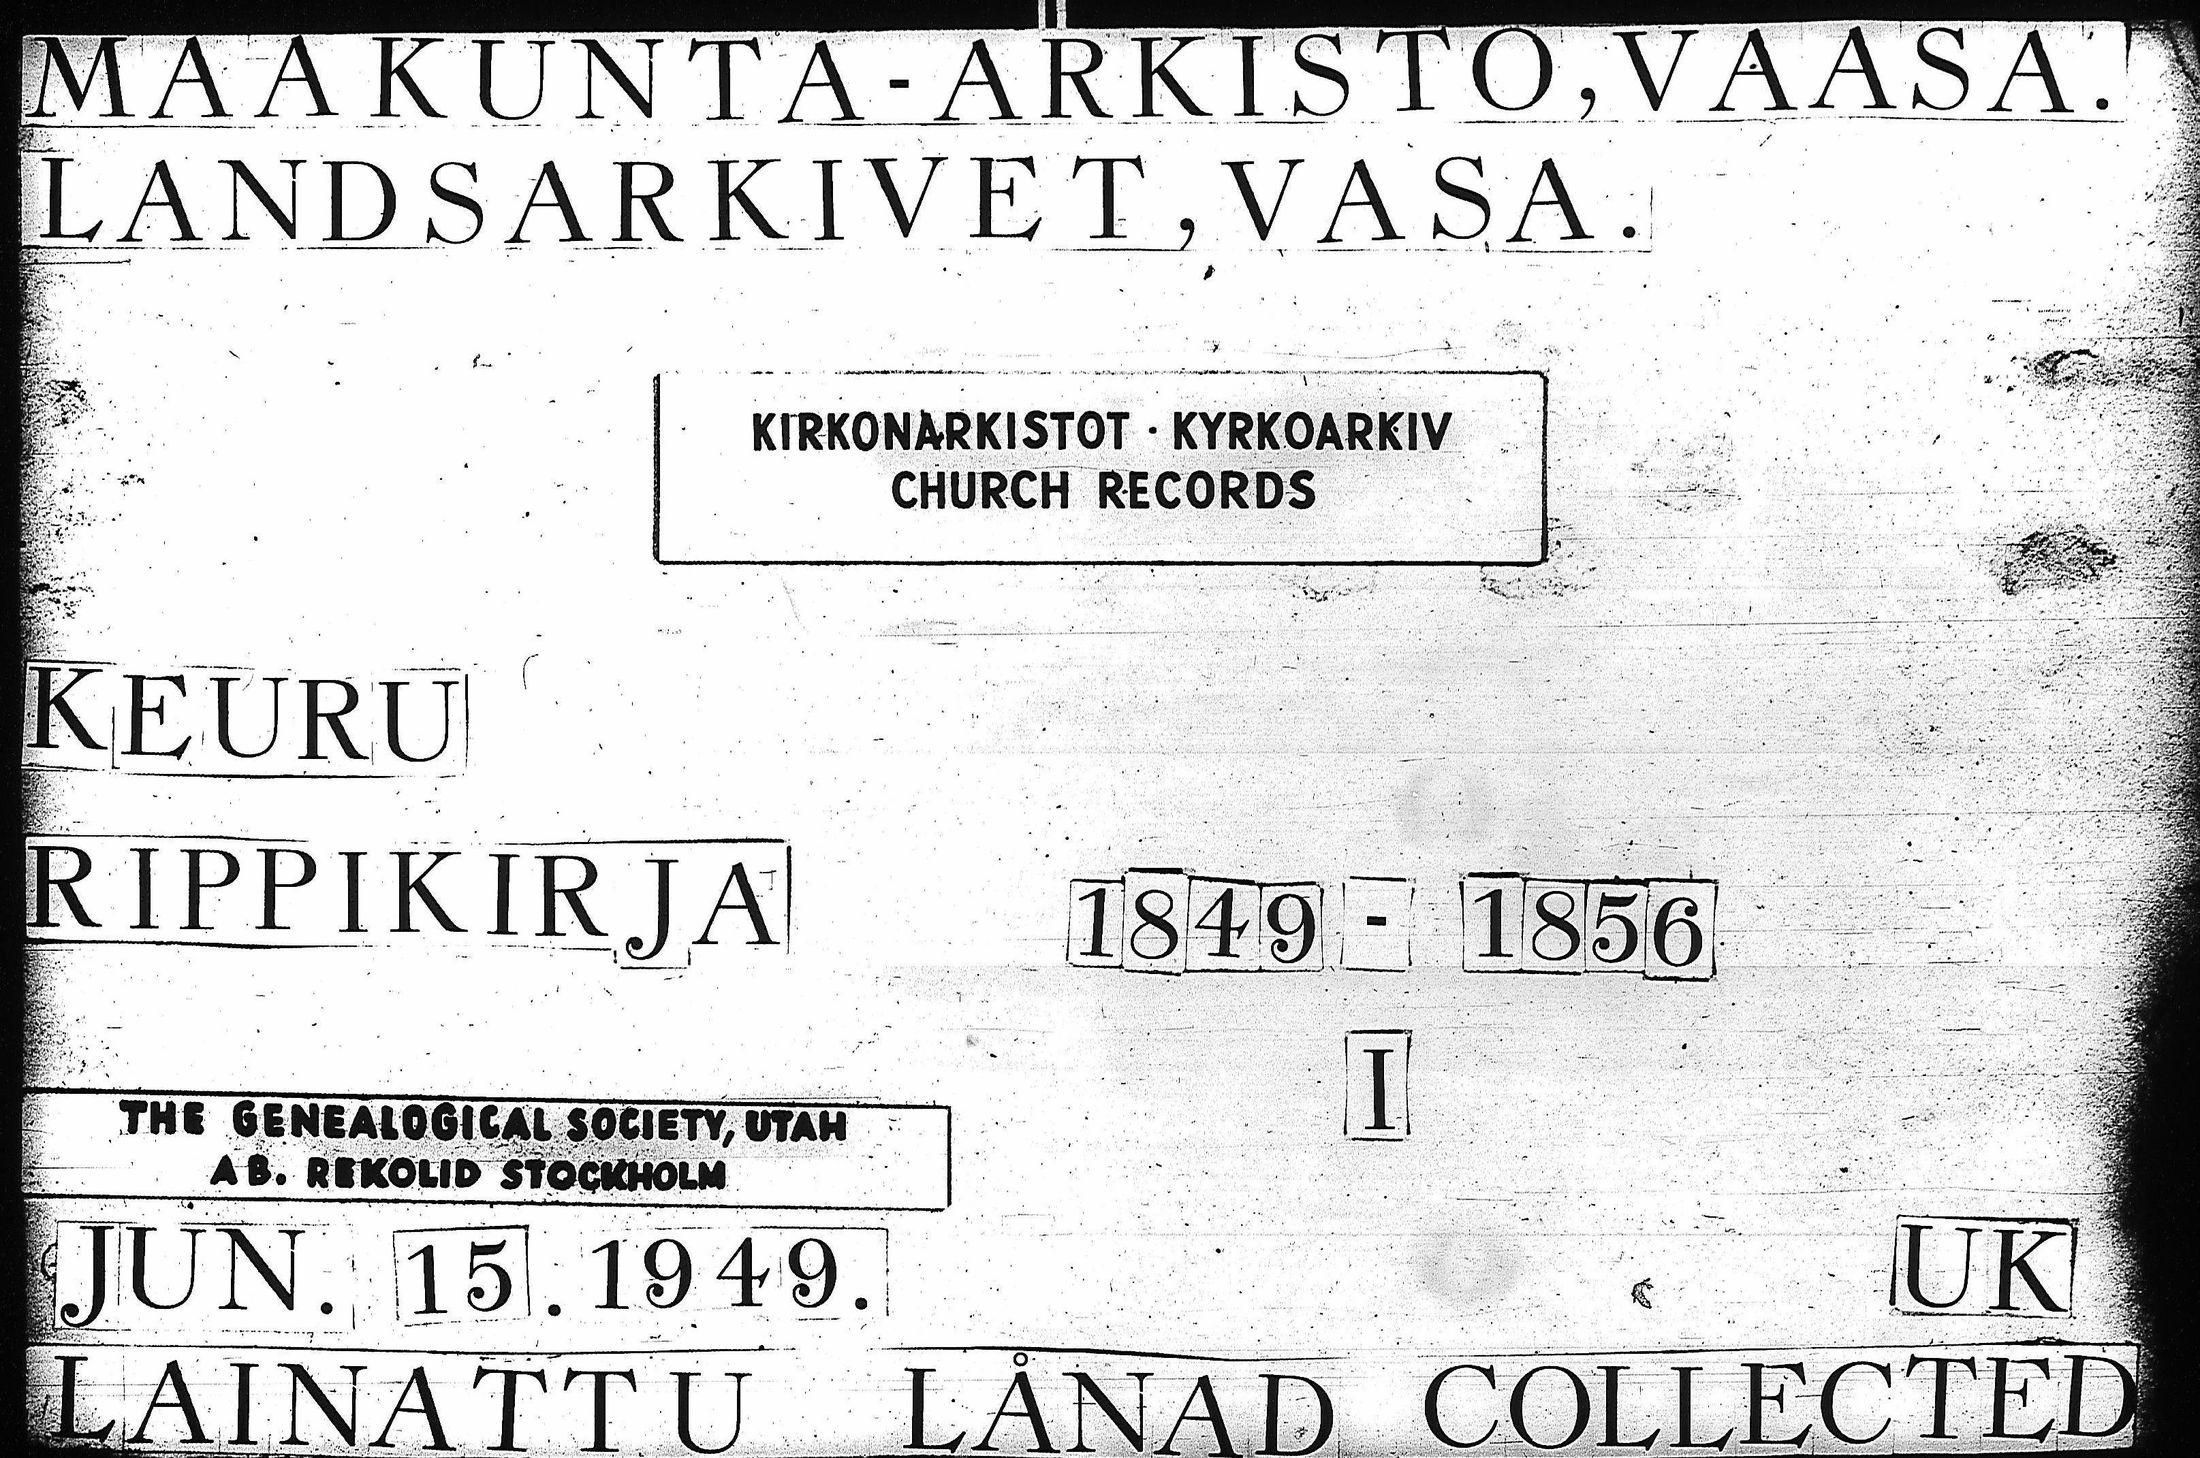 MAAKUNTA-ARKISTO, VAASA.
LANDSARKIVET, VASA.
KIRKONARKISTOT · KYRKOARKIV
CHURCH RECORDS
KEURU
RIPPIKIRJA 1849 - 1856
I
THE GENEALOGICAL SOCIETY, UTAH
AB. REKOLID STOCKHOLM
JUN. 15. 1949. UK
LAINATTU LÅNAD COLLECTED